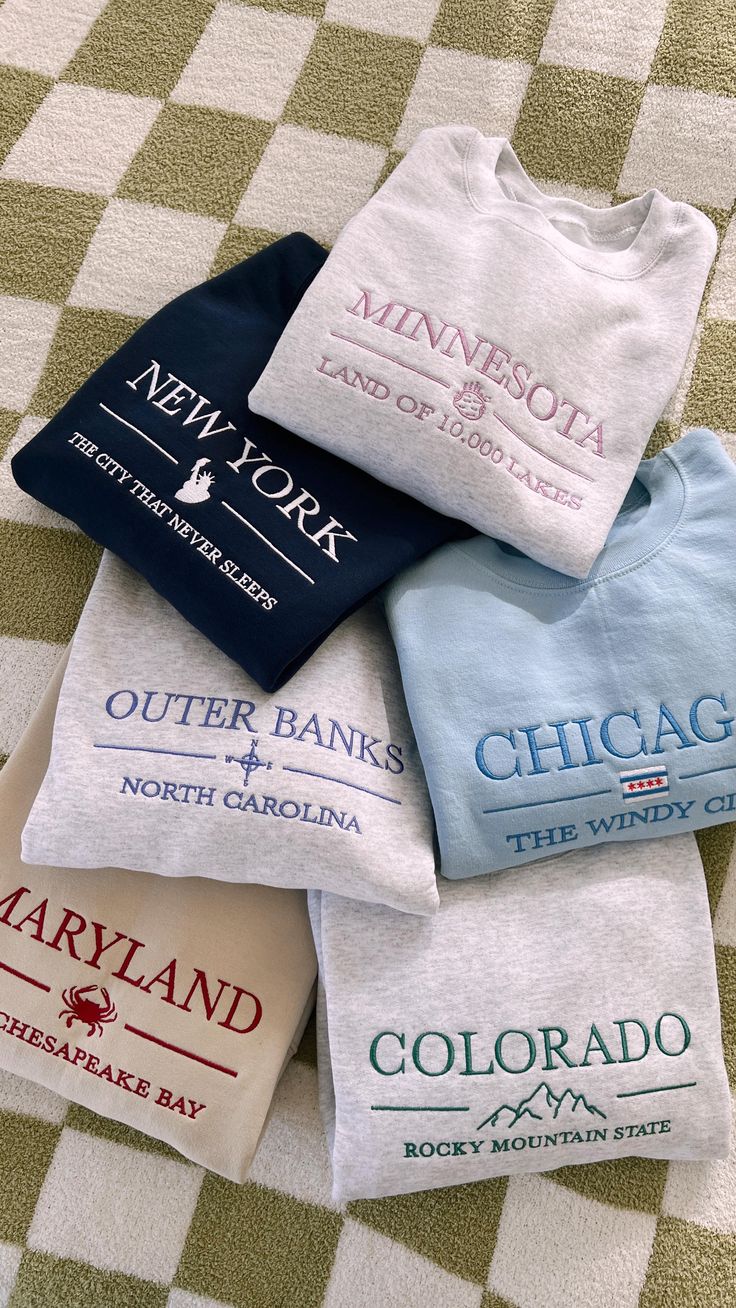 MINNESOTA
LAND OF 10,000 LAKES
NEW YORK
THE CITY THAT NEVER SLEEPS
OUTER BANKS
W N E S
NORTH CAROLINA
CHICAG
THE WINDY CI
MARYLAND
CHESAPEAKE BAY
COLORADO
ROCKY MOUNTAIN STATE